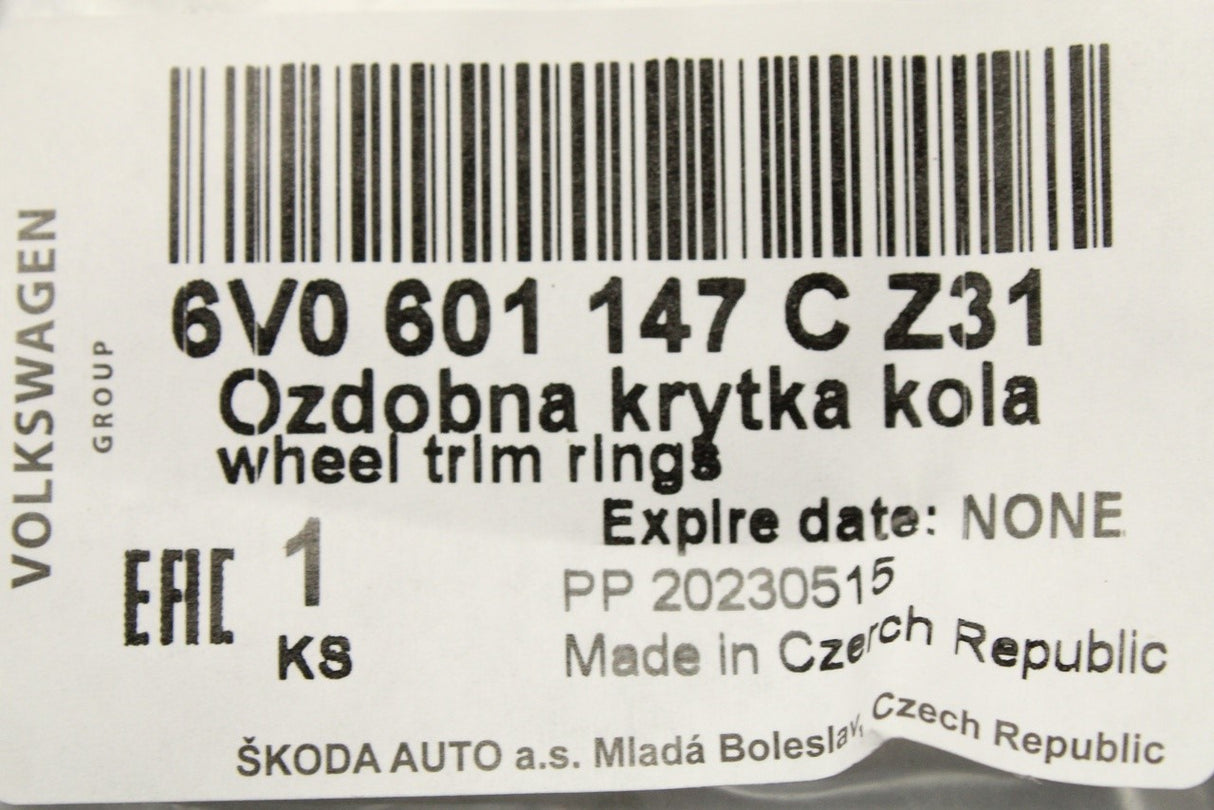 VOLKSWAGEN
GROUP
6V0 601 147 C Z31
Ozdobna krytka kola
wheel trim rings
Expire date: NONE
EAC 1
KS
PP 20230515
Made in Czech Republic
ŠKODA AUTO a.s. Mladá Boleslav, Czech Republic